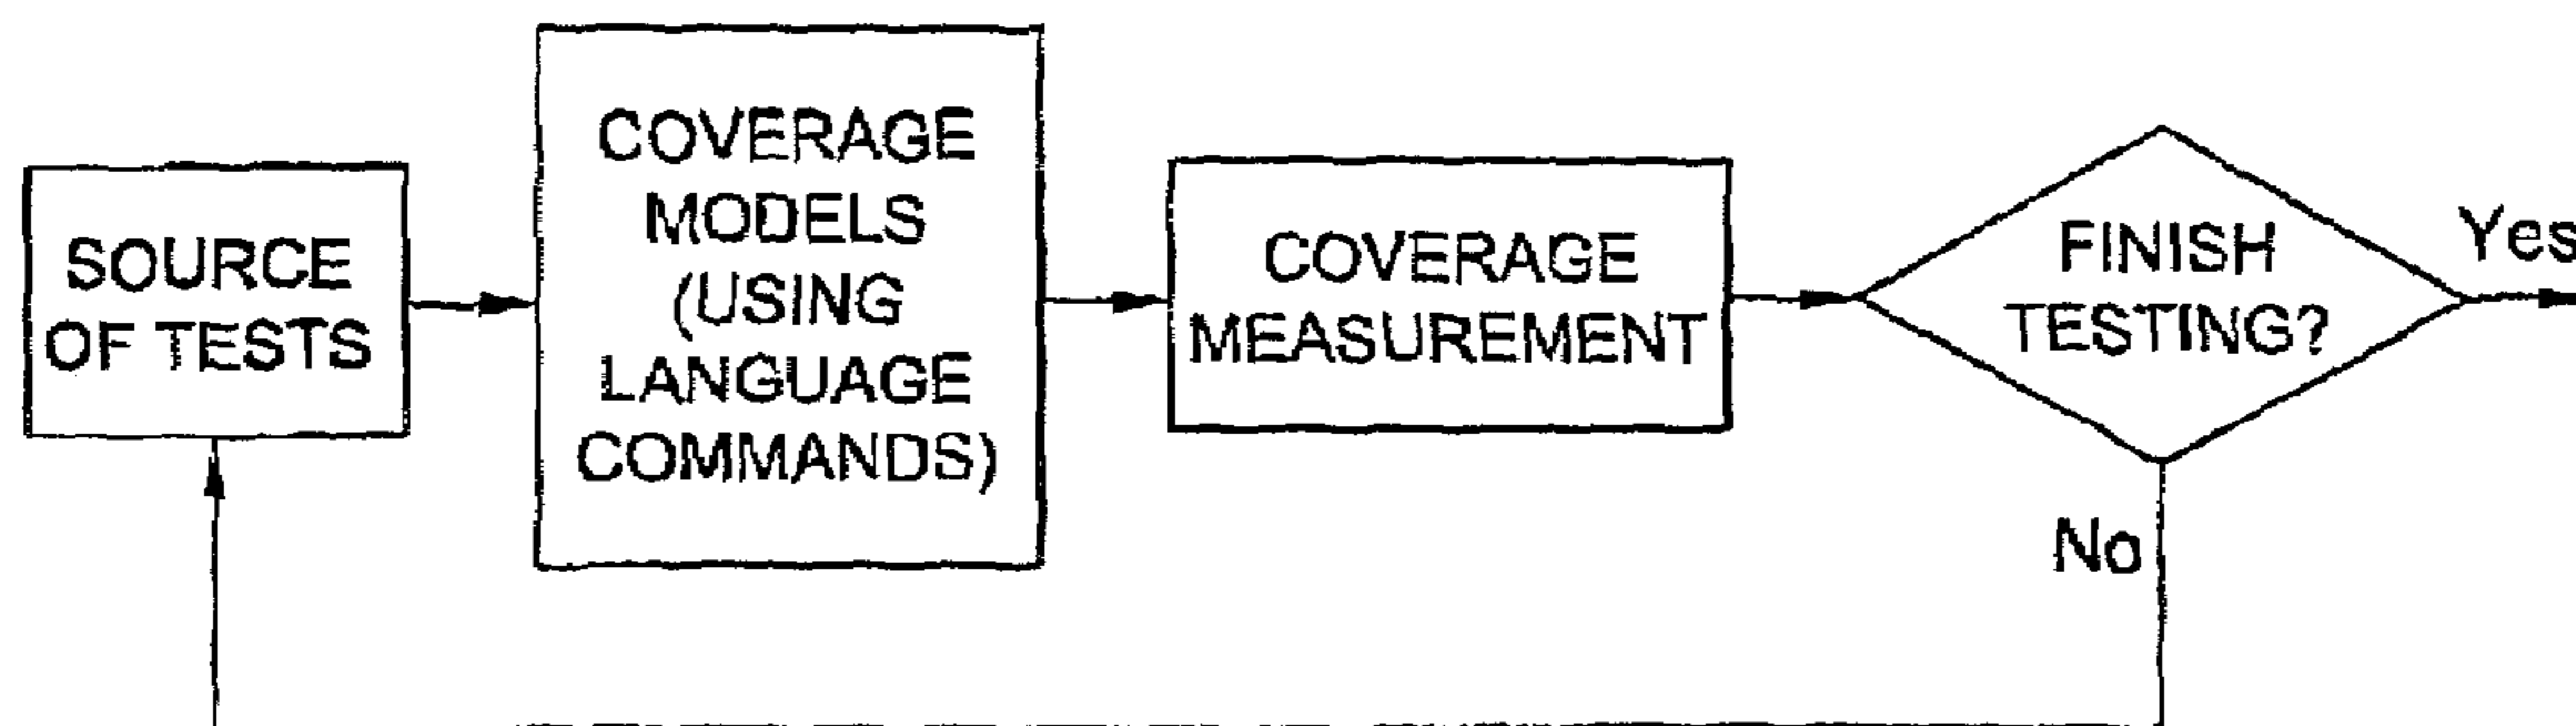 SOURCE
OF TESTS
COVERAGE
MODELS
(USING
LANGUAGE
COMMANDS)
COVERAGE
MEASUREMENT
FINISH
TESTING?
Yes
No